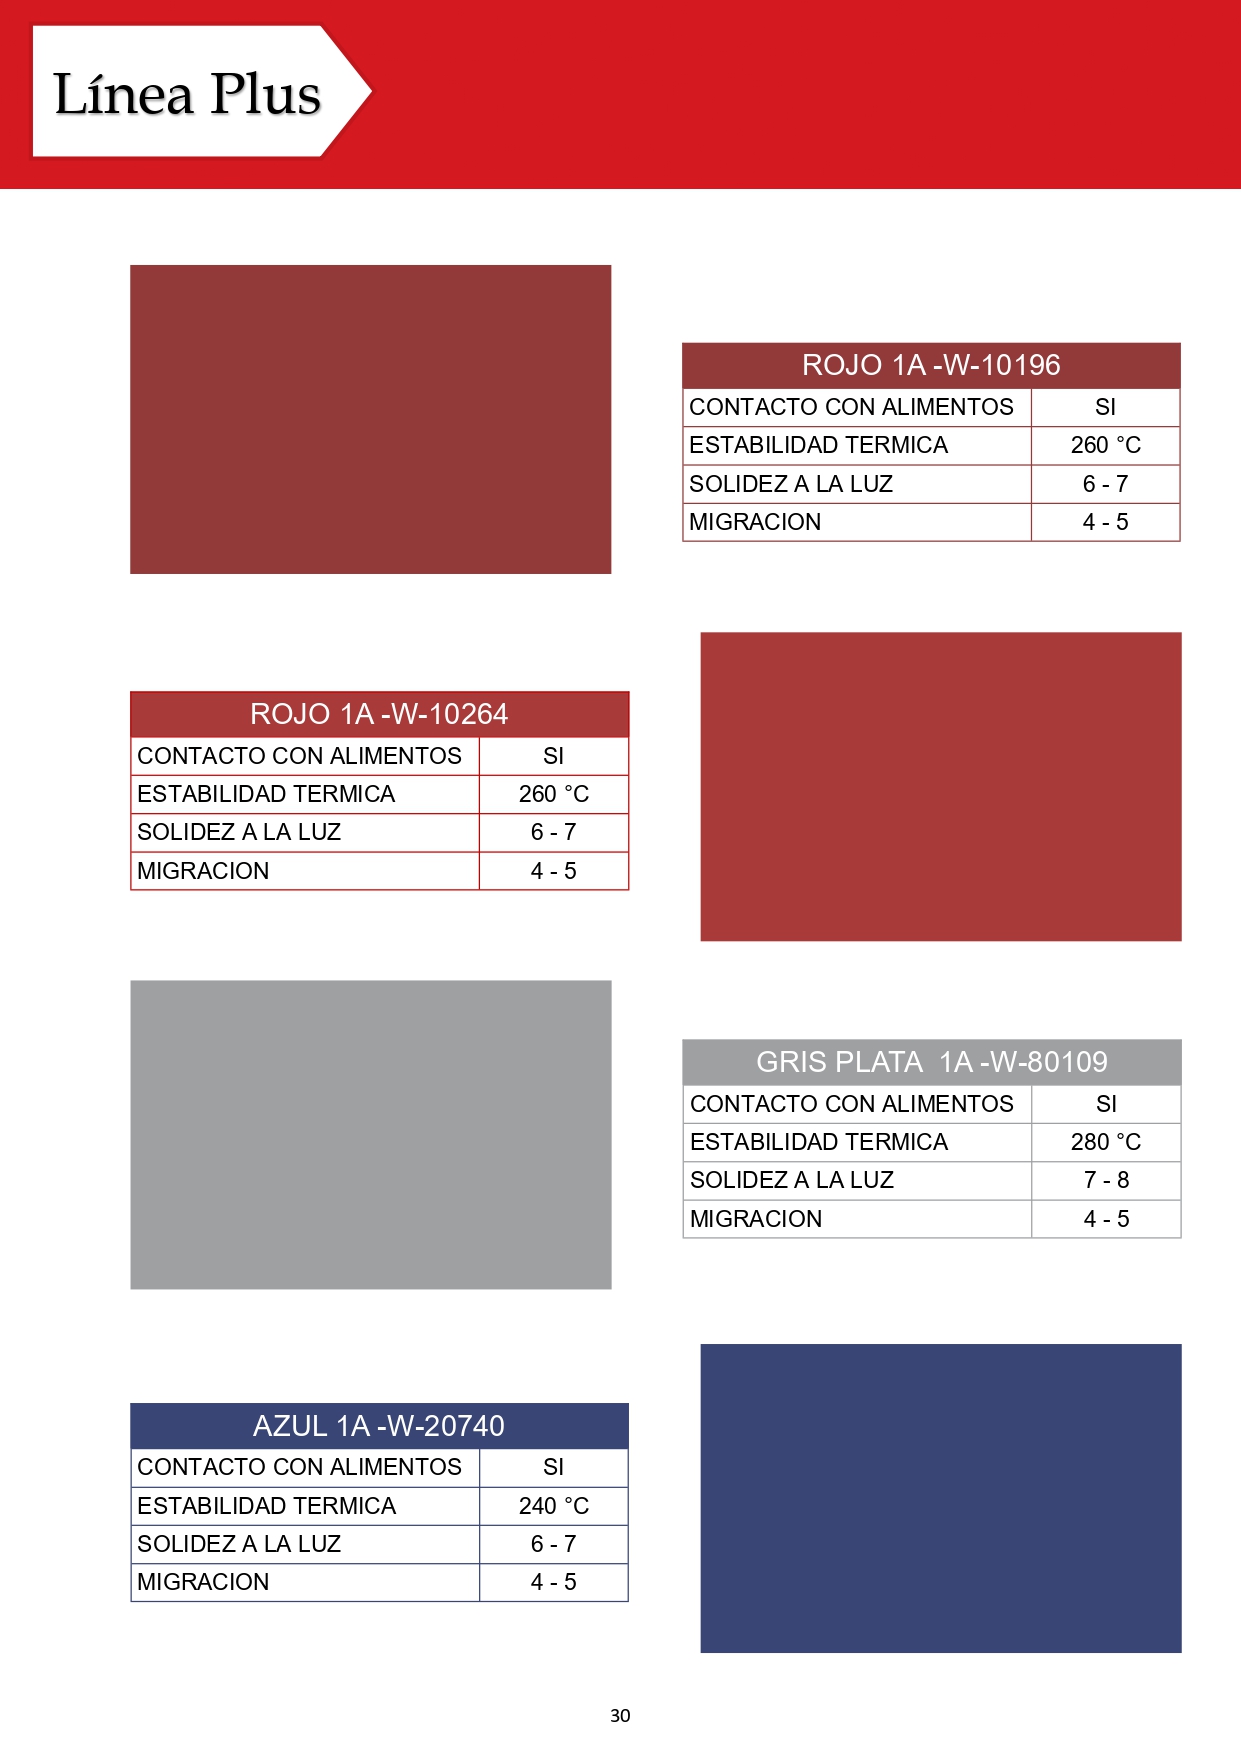 Línea Plus
ROJO 1A -W-10196
CONTACTO CON ALIMENTOS SI
ESTABILIDAD TERMICA 260 °C
SOLIDEZ A LA LUZ 6 - 7
MIGRACION 4 - 5
ROJO 1A -W-10264
CONTACTO CON ALIMENTOS SI
ESTABILIDAD TERMICA 260 °C
SOLIDEZ A LA LUZ 6 - 7
MIGRACION 4 - 5
GRIS PLATA  1A -W-80109
CONTACTO CON ALIMENTOS SI
ESTABILIDAD TERMICA 280 °C
SOLIDEZ A LA LUZ 7 - 8
MIGRACION 4 - 5
AZUL 1A -W-20740
CONTACTO CON ALIMENTOS SI
ESTABILIDAD TERMICA 240 °C
SOLIDEZ A LA LUZ 6 - 7
MIGRACION 4 - 5
30